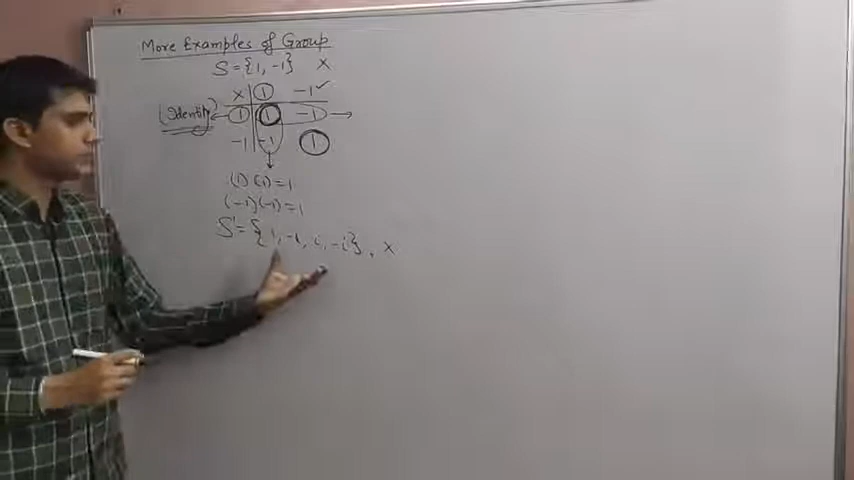 More Examples of Group
S = {1, -1} ×
× 1 -1 ✓
(Identity) ← 1 1 -1 →
-1 -1 1
(1)(1) = 1
(-1)(-1) = 1
S' = {1, -1, i, -i}, ×